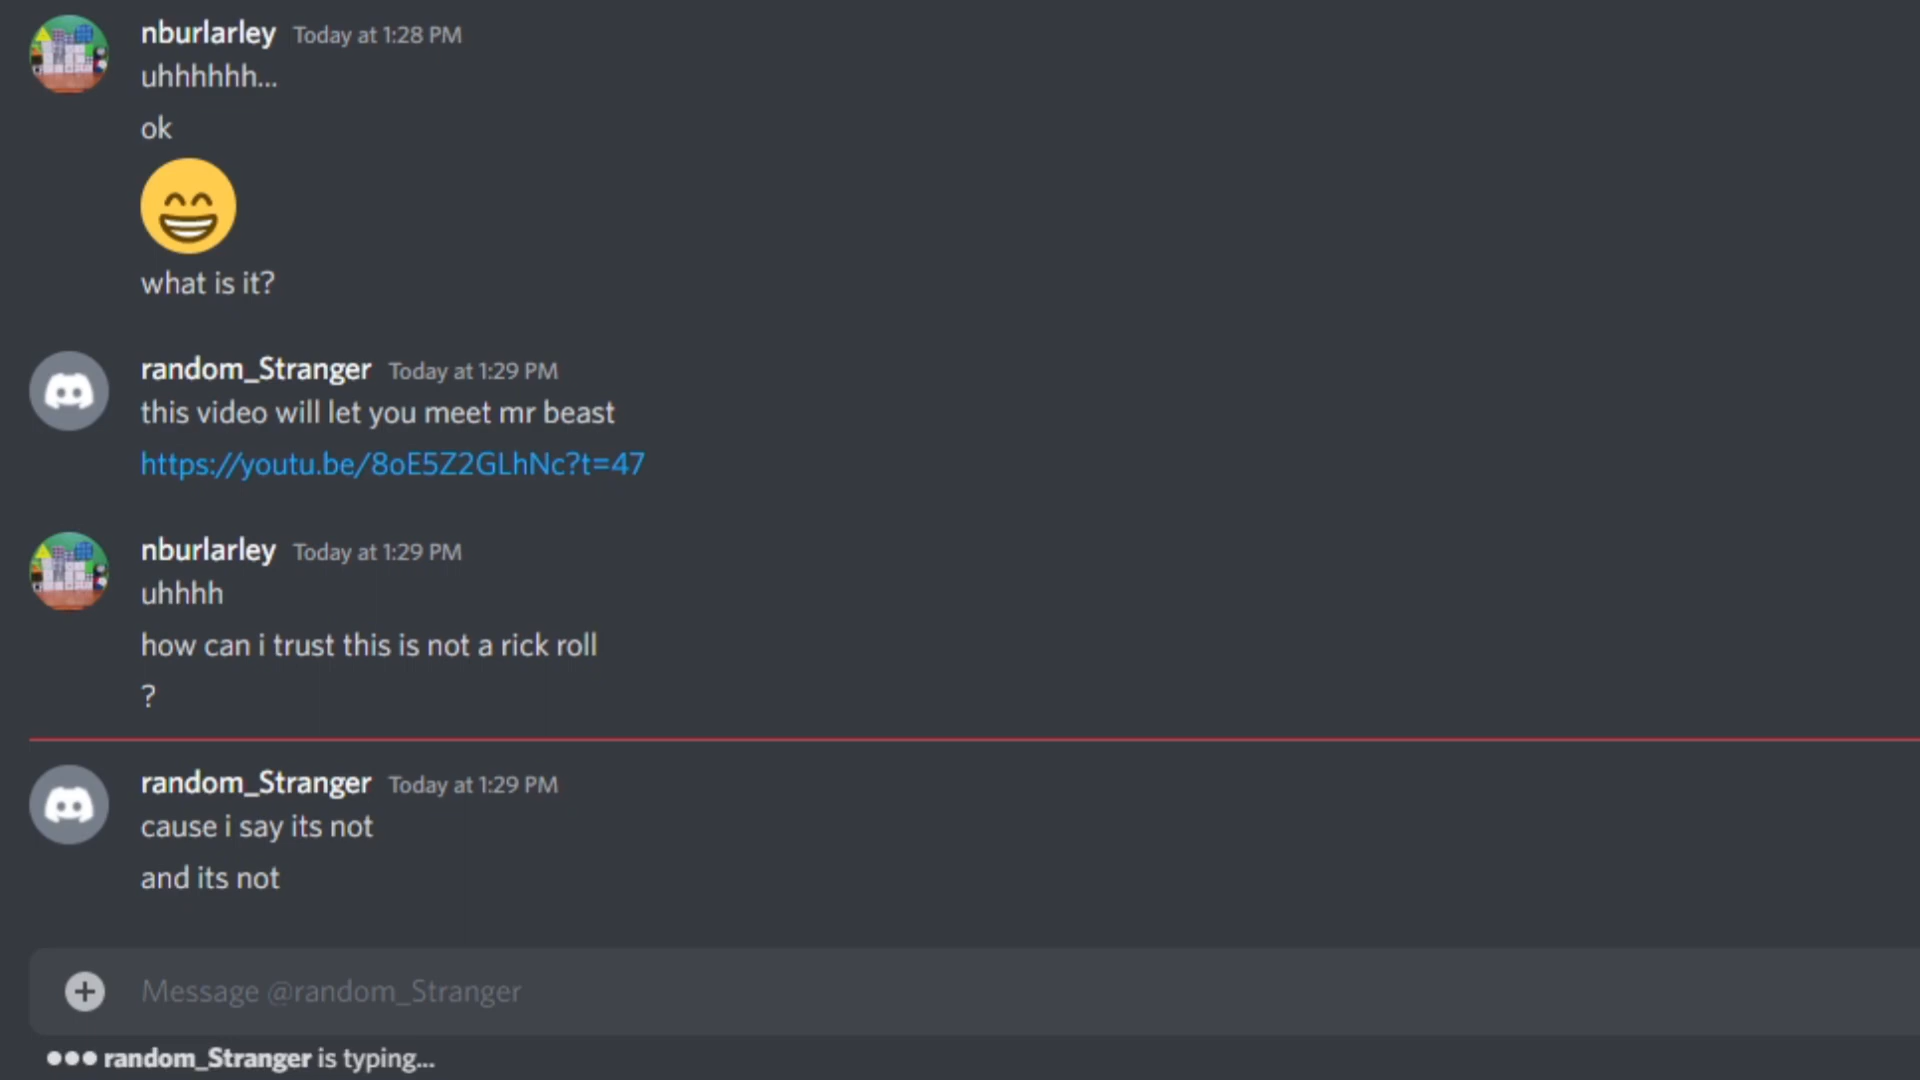 nburlarley Today at 1:28 PM
uhhhhhh...
ok
what is it?
random_Stranger Today at 1:29 PM
this video will let you meet mr beast
https://youtu.be/8oE5Z2GLhNc?t=47
nburlarley Today at 1:29 PM
uhhhh
how can i trust this is not a rick roll
?
random_Stranger Today at 1:29 PM
cause i say its not
and its not
Message @random_Stranger
random_Stranger is typing...